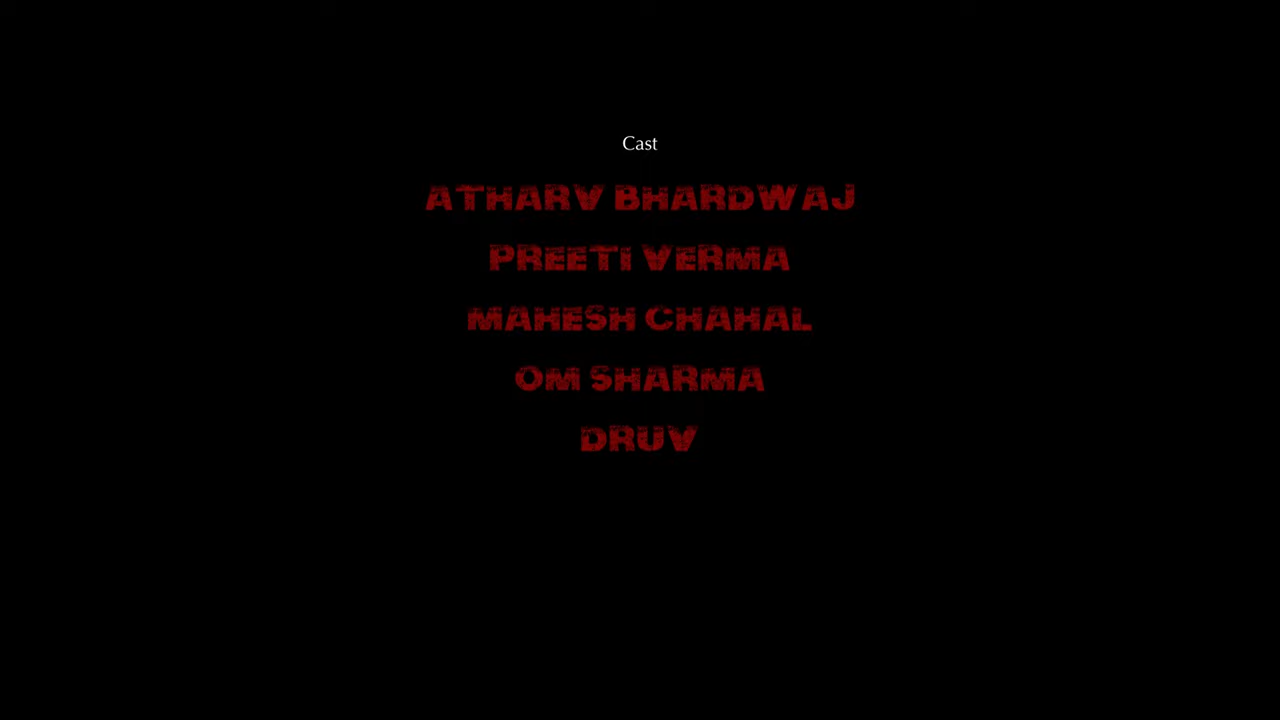 Cast
ATHARV BHARDWAJ
PREETI VERMA
MAHESH CHAHAL
OM SHARMA
DRUV